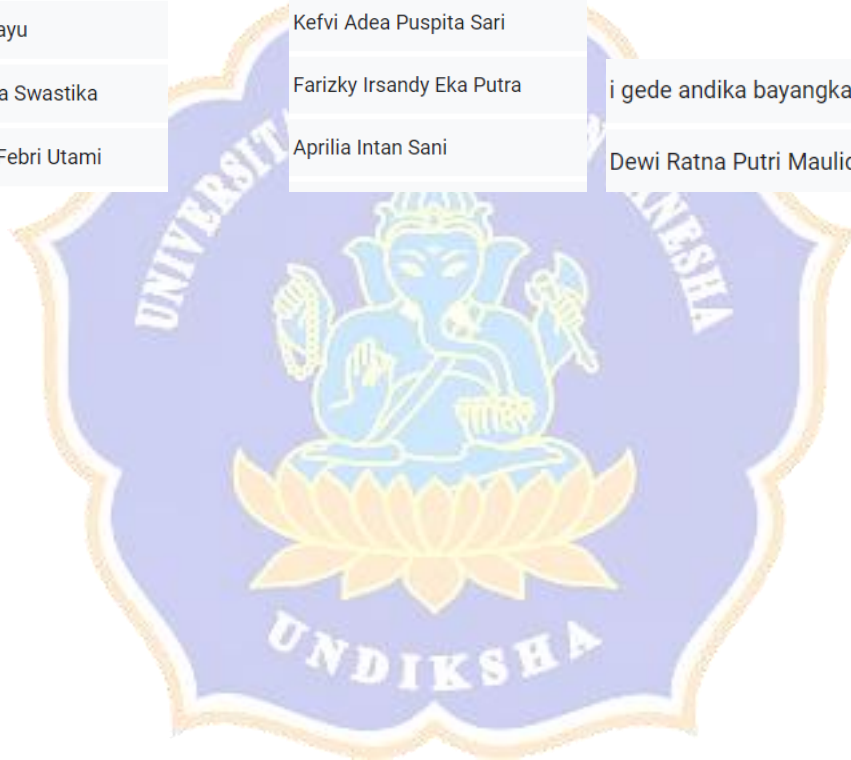 ayu
a Swastika
Febri Utami
Kefvi Adea Puspita Sari
Farizky Irsandy Eka Putra
Aprilia Intan Sani
i gede andika bayangka
Dewi Ratna Putri
UNDIKSHA